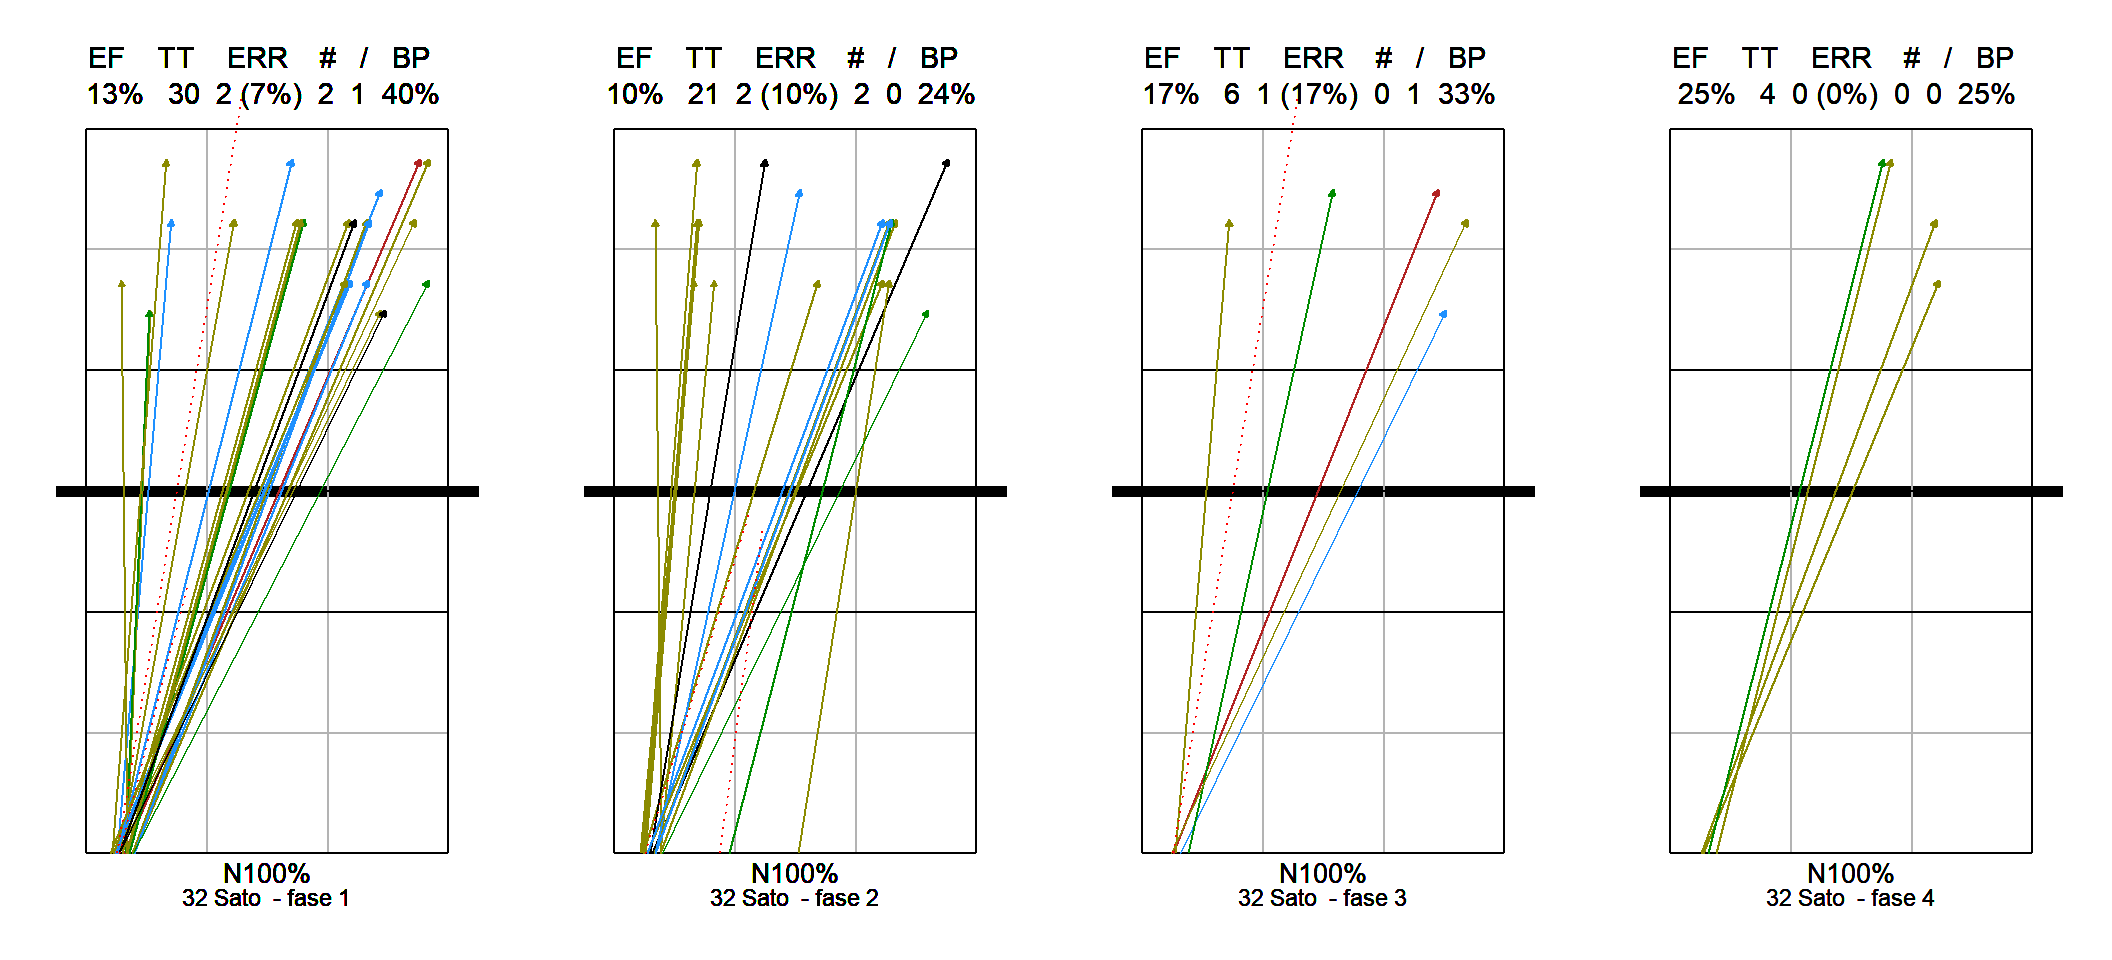 EF TT ERR # / BP
13% 30 2 (7%) 2 1 40%
N100%
32 Sato - fase 1
EF TT ERR # / BP
10% 21 2 (10%) 2 0 24%
N100%
32 Sato - fase 2
EF TT ERR # / BP
17% 6 1 (17%) 0 1 33%
N100%
32 Sato - fase 3
EF TT ERR # / BP
25% 4 0 (0%) 0 0 25%
N100%
32 Sato - fase 4